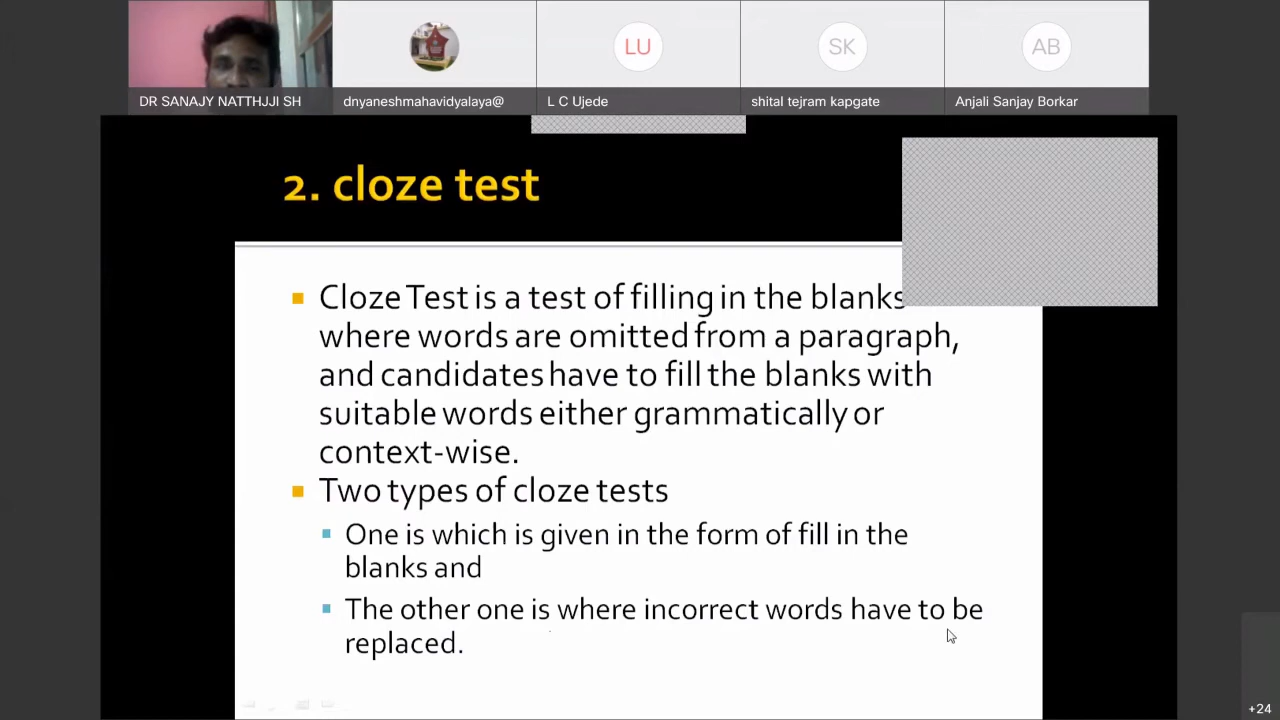 DR SANAJY NATTHJJI SH
dnyaneshmahavidyalaya@
LU
L C Ujede
SK
shital tejram kapgate
AB
Anjali Sanjay Borkar
2. cloze test
Cloze Test is a test of filling in the blanks
where words are omitted from a paragraph,
and candidates have to fill the blanks with
suitable words either grammatically or
context-wise.
Two types of cloze tests
One is which is given in the form of fill in the
blanks and
The other one is where incorrect words have to be
replaced.
+24